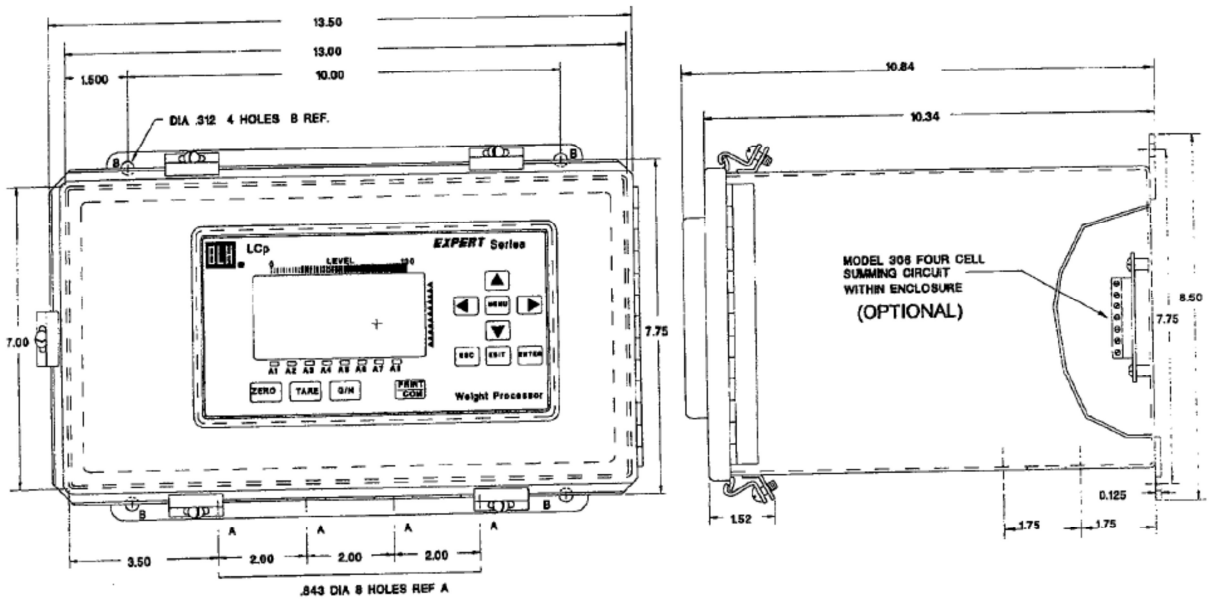 13.50
13.00
1.500
10.00
DIA .312 4 HOLES B REF.
B
B
BLH
LCp
EXPERT Series
0 LEVEL 100
MENU
ESC
EDIT
ENTER
A1 A2 A3 A4 A5 A6 A7 A8
ZERO
TARE
G/N
PRINT
COM
Weight Processor
7.00
7.75
B
B
A
A
A
A
3.50
2.00
2.00
2.00
.843 DIA 8 HOLES REF A
10.84
10.34
MODEL 306 FOUR CELL
SUMMING CIRCUIT
WITHIN ENCLOSURE
(OPTIONAL)
7.75
8.50
0.125
1.52
1.75
1.75